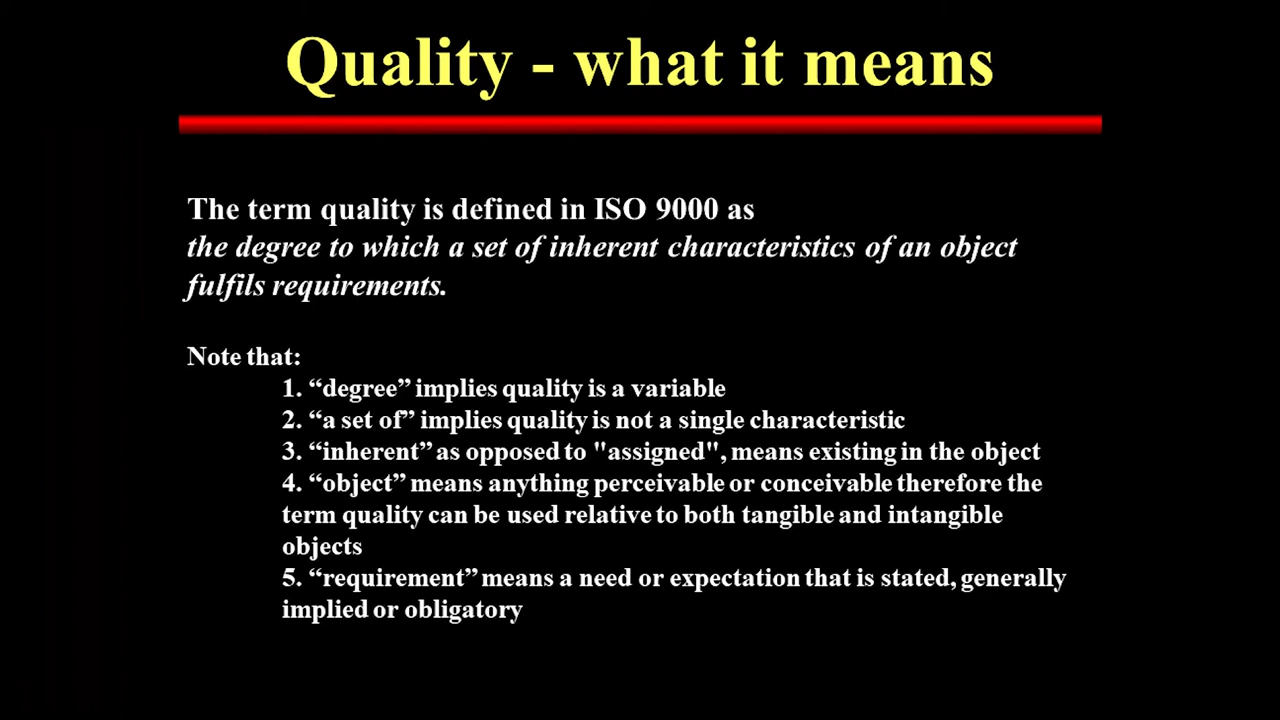 Quality - what it means
The term quality is defined in ISO 9000 as
the degree to which a set of inherent characteristics of an object
fulfils requirements.
Note that:
1. “degree” implies quality is a variable
2. “a set of” implies quality is not a single characteristic
3. “inherent” as opposed to "assigned", means existing in the object
4. “object” means anything perceivable or conceivable therefore the
term quality can be used relative to both tangible and intangible
objects
5. “requirement” means a need or expectation that is stated, generally
implied or obligatory